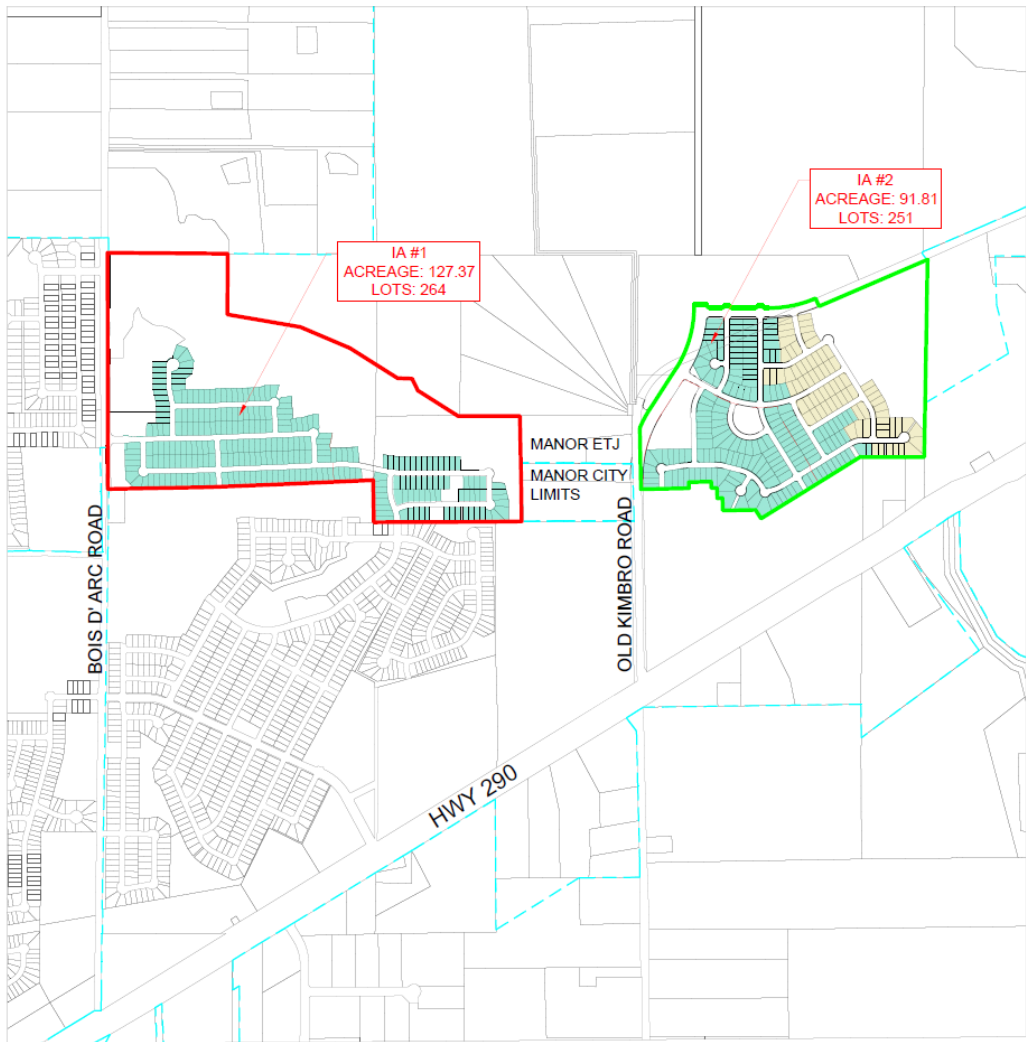 IA #2
ACREAGE: 91.81
LOTS: 251
IA #1
ACREAGE: 127.37
LOTS: 264
MANOR ETJ
MANOR CITY
LIMITS
BOIS D' ARC ROAD
OLD KIMBRO ROAD
HWY 290